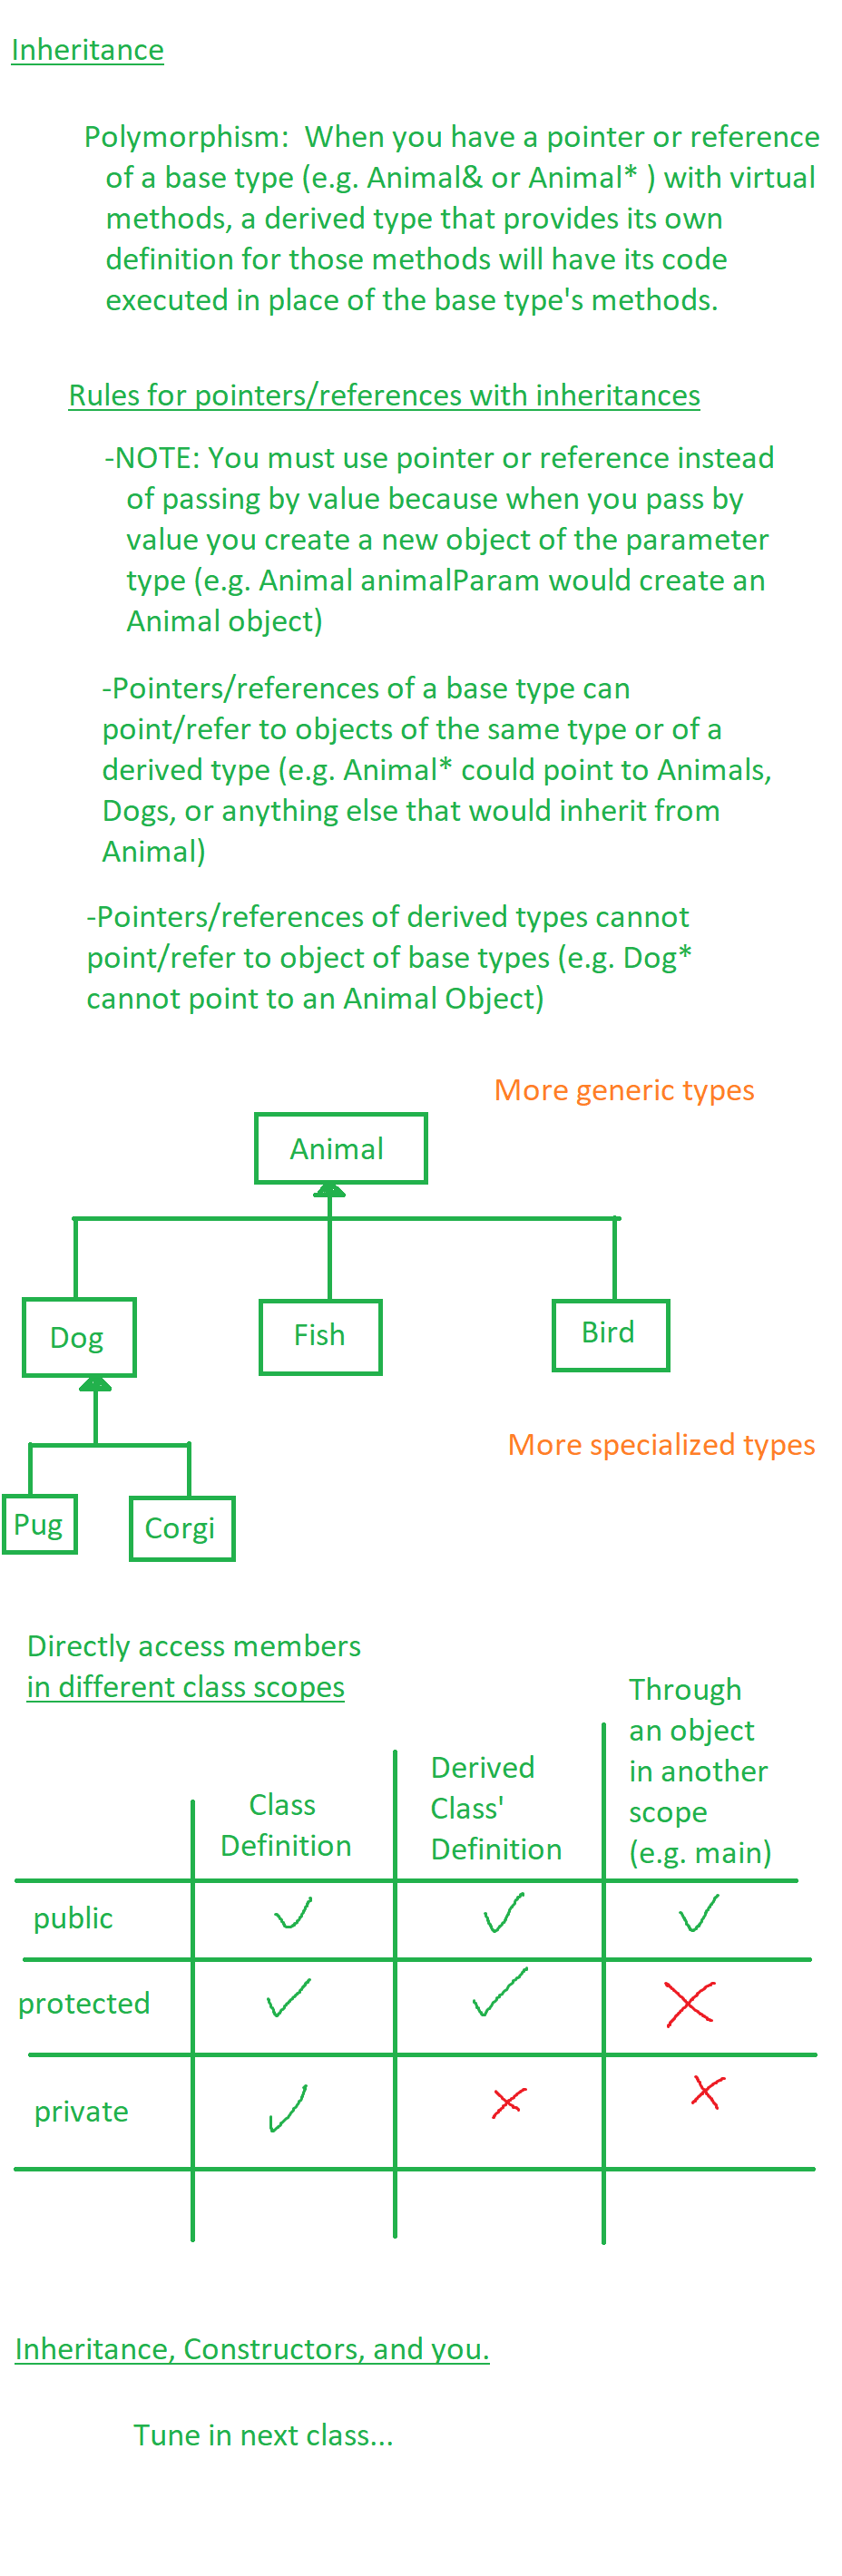 Inheritance
Polymorphism:  When you have a pointer or reference
of a base type (e.g. Animal& or Animal* ) with virtual
methods, a derived type that provides its own
definition for those methods will have its code
executed in place of the base type's methods.
Rules for pointers/references with inheritances
-NOTE: You must use pointer or reference instead
of passing by value because when you pass by
value you create a new object of the parameter
type (e.g. Animal animalParam would create an
Animal object)
-Pointers/references of a base type can
point/refer to objects of the same type or of a
derived type (e.g. Animal* could point to Animals,
Dogs, or anything else that would inherit from
Animal)
-Pointers/references of derived types cannot
point/refer to object of base types (e.g. Dog*
cannot point to an Animal Object)
More generic types
Animal
Dog
Fish
Bird
More specialized types
Pug
Corgi
Directly access members
in different class scopes
Class
Definition
Derived
Class'
Definition
Through
an object
in another
scope
(e.g. main)
public
protected
private
Inheritance, Constructors, and you.
Tune in next class...